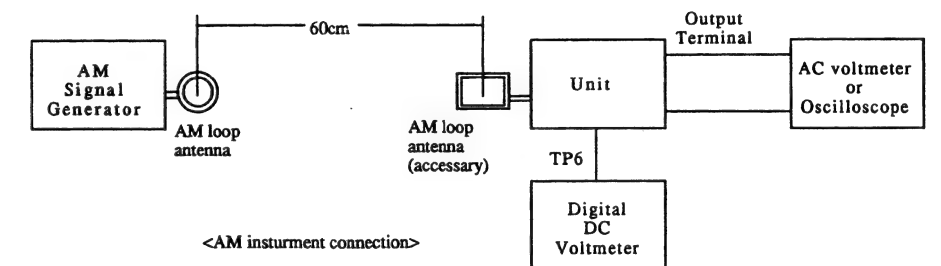 60cm
Output
Terminal
AM
Signal
Generator
AM loop
antenna
AM loop
antenna
(accessary)
Unit
AC voltmeter
or
Oscilloscope
TP6
Digital
DC
Voltmeter
<AM insturment connection>